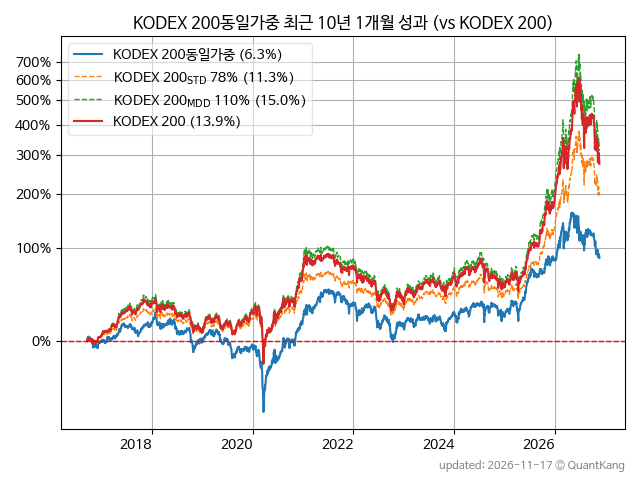 KODEX 200동일가중 최근 10년 1개월 성과 (vs KODEX 200)
KODEX 200동일가중 (6.3%)
KODEX 200STD 78% (11.3%)
KODEX 200MDD 110% (15.0%)
KODEX 200 (13.9%)
700%
600%
500%
400%
300%
200%
100%
0%
2018 2020 2022 2024 2026
updated: 2026-11-17 © QuantKang